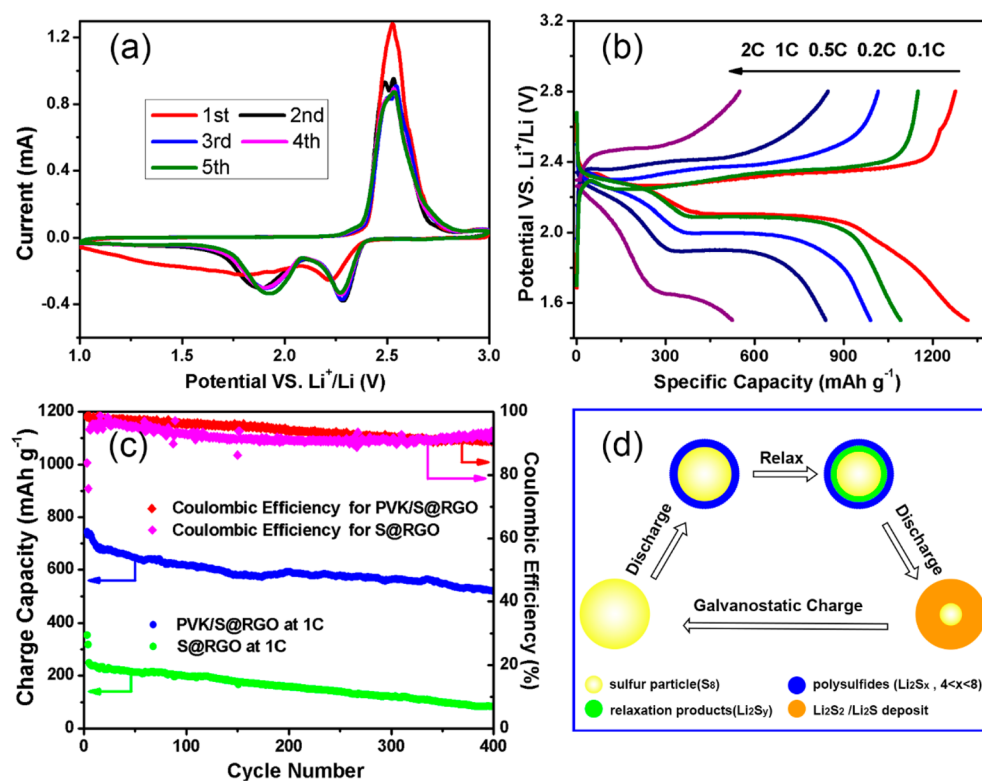 (a)
1.2
0.8
0.4
0.0
-0.4
Current (mA)
1st
2nd
3rd
4th
5th
1.0
1.5
2.0
2.5
3.0
Potential VS. Li⁺/Li (V)
(b)
2C 1C 0.5C 0.2C 0.1C
3.2
2.8
2.4
2.0
1.6
Potential VS. Li⁺/Li (V)
0
300
600
900
1200
Specific Capacity (mAh g⁻¹)
(c)
1200
1000
800
600
400
200
0
Charge Capacity (mAh g⁻¹)
100
80
60
40
20
0
Coulombic Efficiency (%)
Coulombic Efficiency for PVK/S@RGO
Coulombic Efficiency for S@RGO
PVK/S@RGO at 1C
S@RGO at 1C
0
100
200
300
400
Cycle Number
(d)
Relax
Discharge
Discharge
Galvanostatic Charge
sulfur particle(S₈)
polysulfides (Li₂Sₓ , 4<x<8)
relaxation products(Li₂Sᵧ)
Li₂S₂ /Li₂S deposit